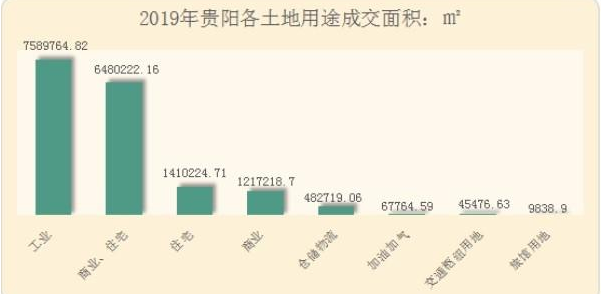 2019年贵阳各土地用途成交面积：㎡
7589764.82
6480222.16
1410224.71
1217218.7
482719.06
67764.59
45476.63
9838.9
工业
商业、住宅
住宅
商业
仓储物流
加油加气
交通枢纽用地
旅馆用地